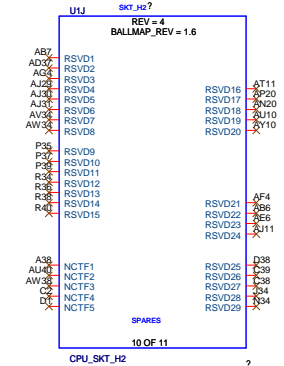 U1J
SKT_H2?
REV = 4
BALLMAP_REV = 1.6
AB7 RSVD1
AD37 RSVD2
AG4 RSVD3
AJ29 RSVD4
AJ30 RSVD5
AJ31 RSVD6
AV34 RSVD7
AW34 RSVD8
RSVD16 AT11
RSVD17 AP20
RSVD18 AN20
RSVD19 AU10
RSVD20 AY10
P35 RSVD9
P37 RSVD10
P39 RSVD11
R34 RSVD12
R36 RSVD13
R38 RSVD14
R40 RSVD15
RSVD21 AF4
RSVD22 AB6
RSVD23 AE6
RSVD24 AJ11
A38 NCTF1
AU40 NCTF2
AW38 NCTF3
C2 NCTF4
D1 NCTF5
RSVD25 D38
RSVD26 C39
RSVD27 C38
RSVD28 J34
RSVD29 N34
SPARES
10 OF 11
CPU_SKT_H2
?